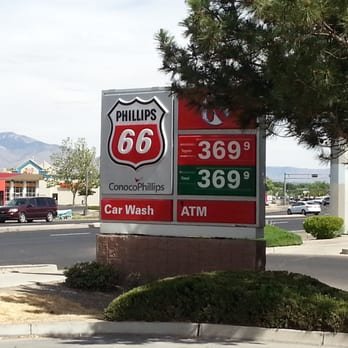 PHILLIPS
66
ConocoPhillips
369 9
369 9
Car Wash
ATM